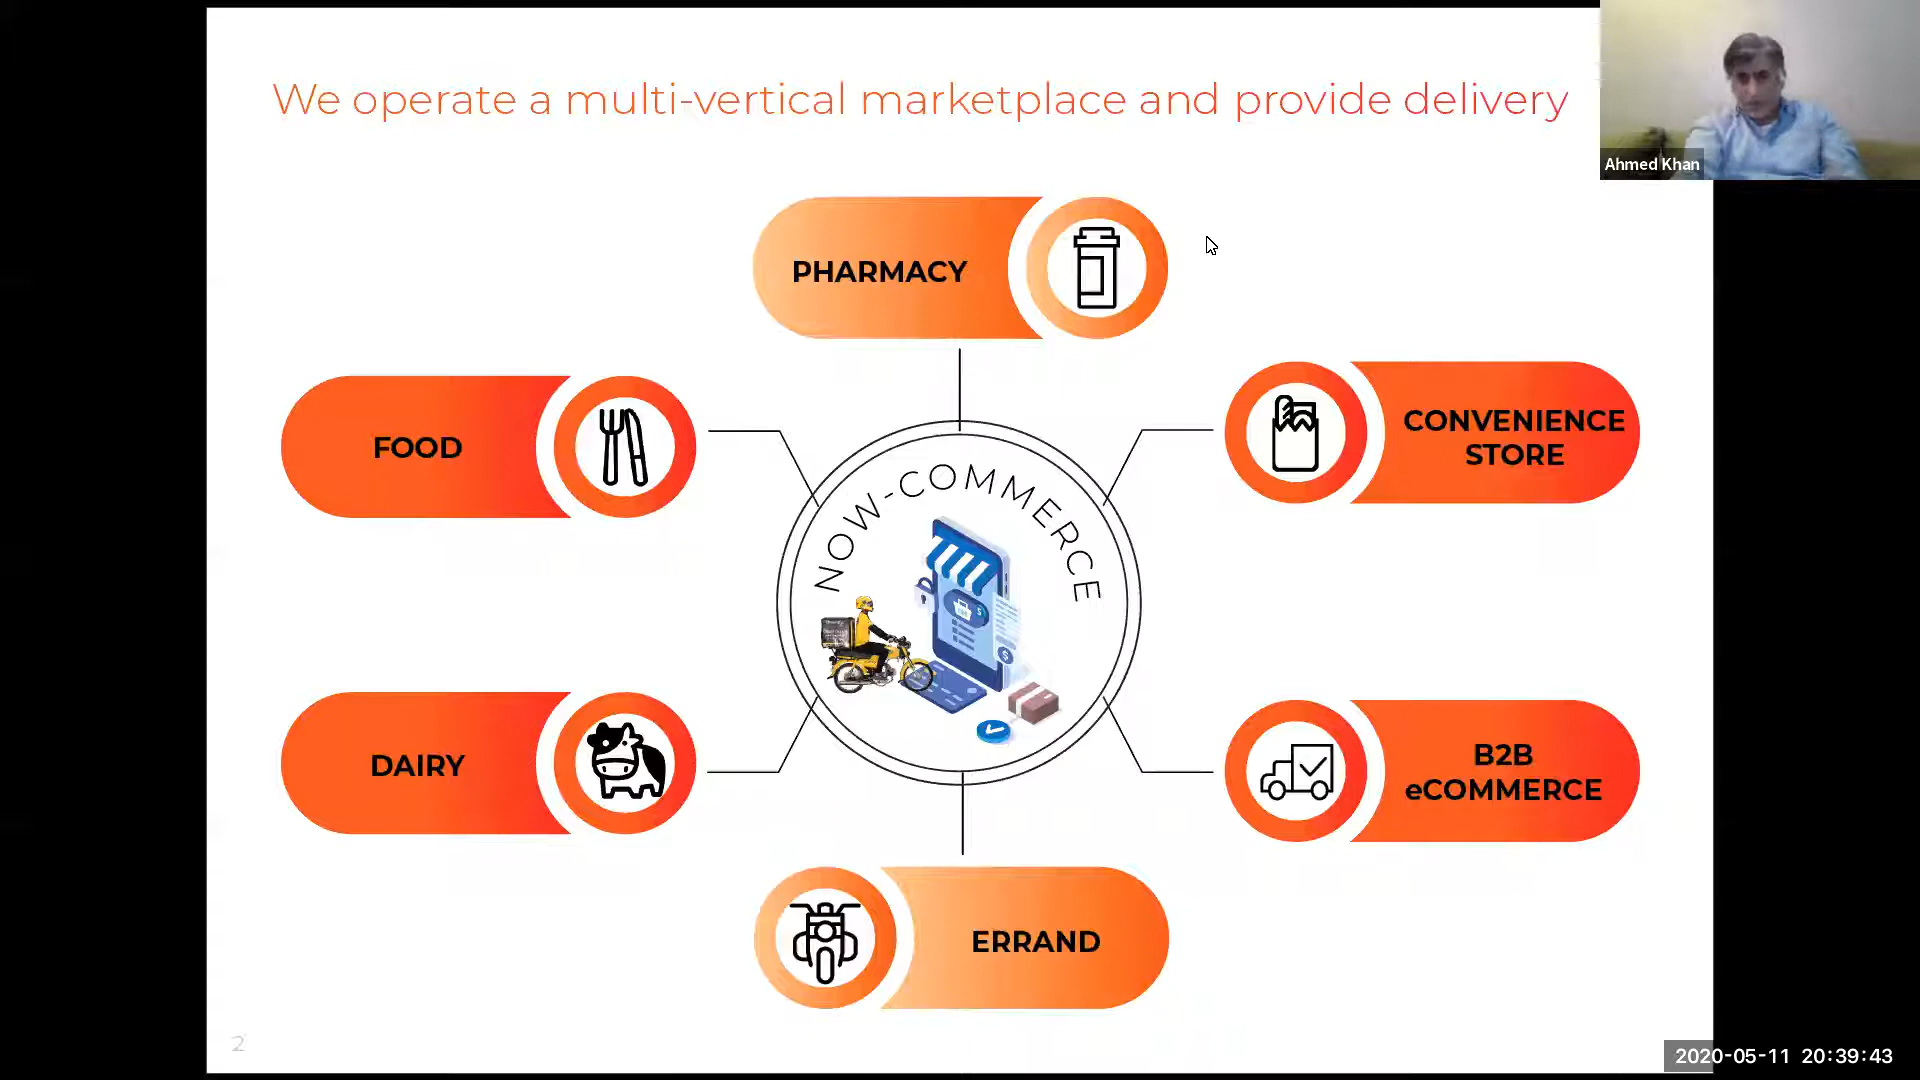 We operate a multi-vertical marketplace and provide delivery
Ahmed Khan
PHARMACY
FOOD
CONVENIENCE
STORE
NOW-COMMERCE
DAIRY
B2B
eCOMMERCE
ERRAND
2
2020-05-11 20:39:43